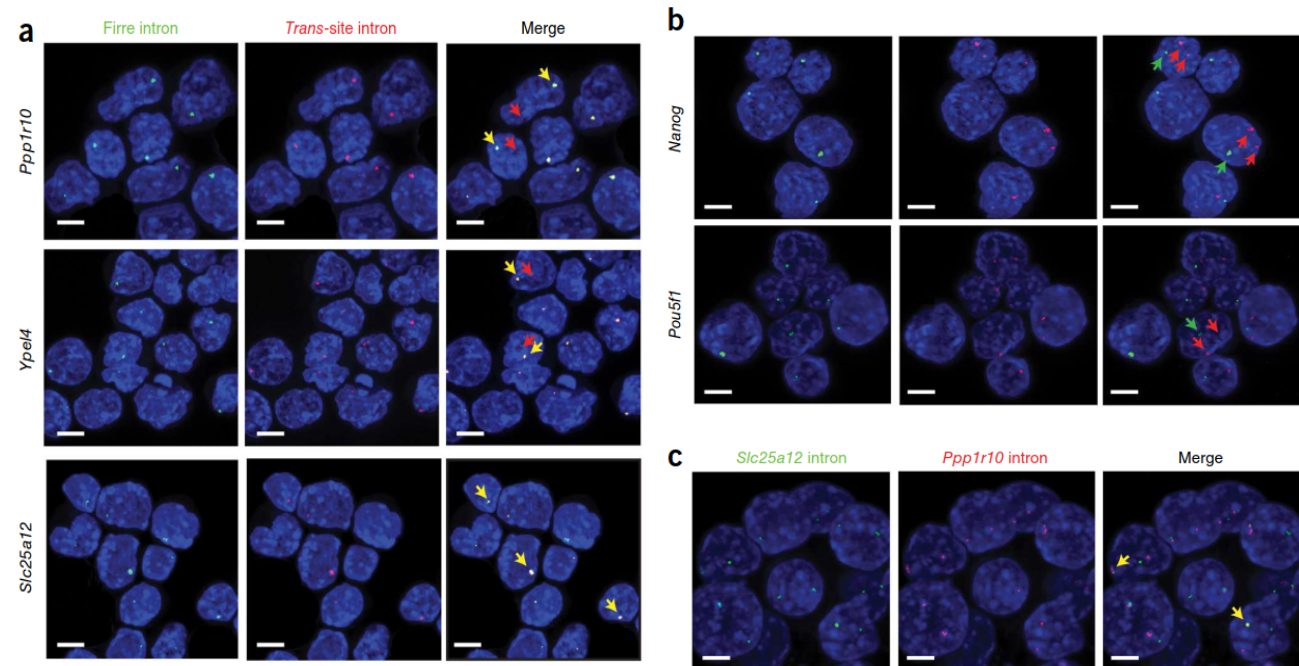 a
Firre intron
Trans-site intron
Merge
Ppp1r10
Ypel4
Slc25a12
b
Nanog
Pou5f1
c
Slc25a12 intron
Ppp1r10 intron
Merge